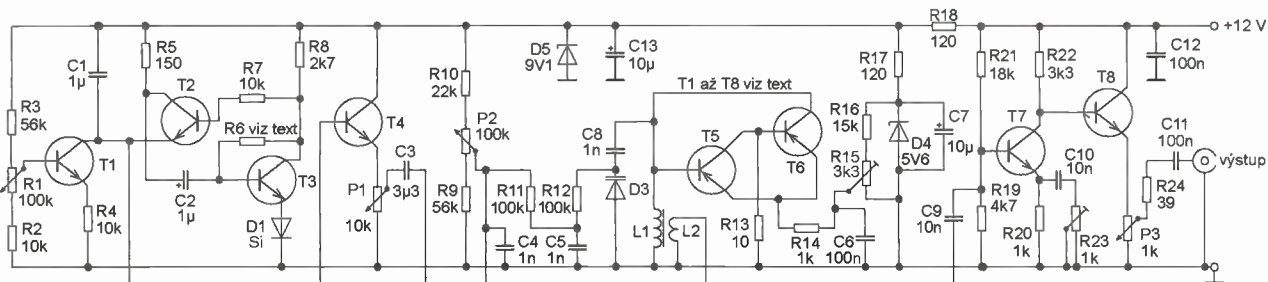 R3
56k
R1
100k
R2
10k
C1
1µ
T1
R4
10k
R5
150
T2
R7
10k
R6 viz text
C2
1µ
R8
2k7
T3
D1
Si
T4
P1
10k
C3
3µ3
R10
22k
P2
100k
R9
56k
R11
100k
R12
100k
C4
1n
C5
1n
D5
9V1
C13
10µ
C8
1n
D3
T1 až T8 viz text
L1
L2
T5
T6
R13
10
R14
1k
R17
120
R16
15k
R15
3k3
C6
100n
D4
5V6
C7
10µ
R18
120
C9
10n
R21
18k
R19
4k7
R22
3k3
T7
R20
1k
C10
10n
R23
1k
T8
P3
1k
C12
100n
+12 V
C11
100n
R24
39
výstup